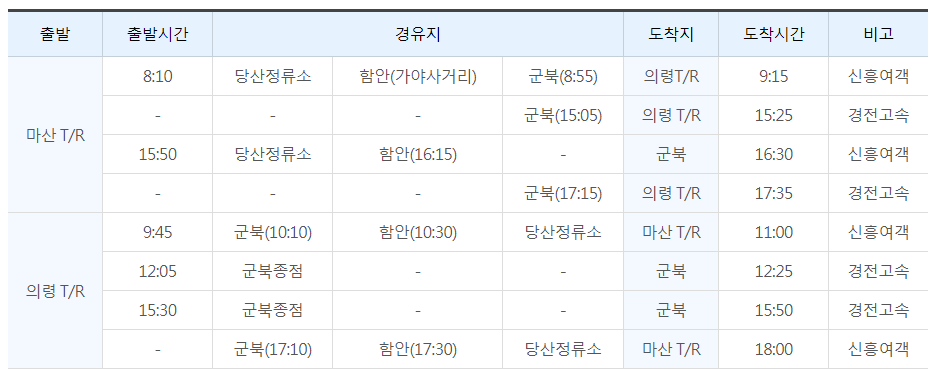 출발 출발시간 경유지 도착지 도착시간 비고
마산 T/R 8:10 당산정류소 함안(가야사거리) 군북(8:55) 의령T/R 9:15 신흥여객
- - - 군북(15:05) 의령 T/R 15:25 경전고속
15:50 당산정류소 함안(16:15) - 군북 16:30 신흥여객
- - - 군북(17:15) 의령 T/R 17:35 경전고속
의령 T/R 9:45 군북(10:10) 함안(10:30) 당산정류소 마산 T/R 11:00 신흥여객
12:05 군북종점 - - 군북 12:25 경전고속
15:30 군북종점 - - 군북 15:50 경전고속
- 군북(17:10) 함안(17:30) 당산정류소 마산 T/R 18:00 신흥여객